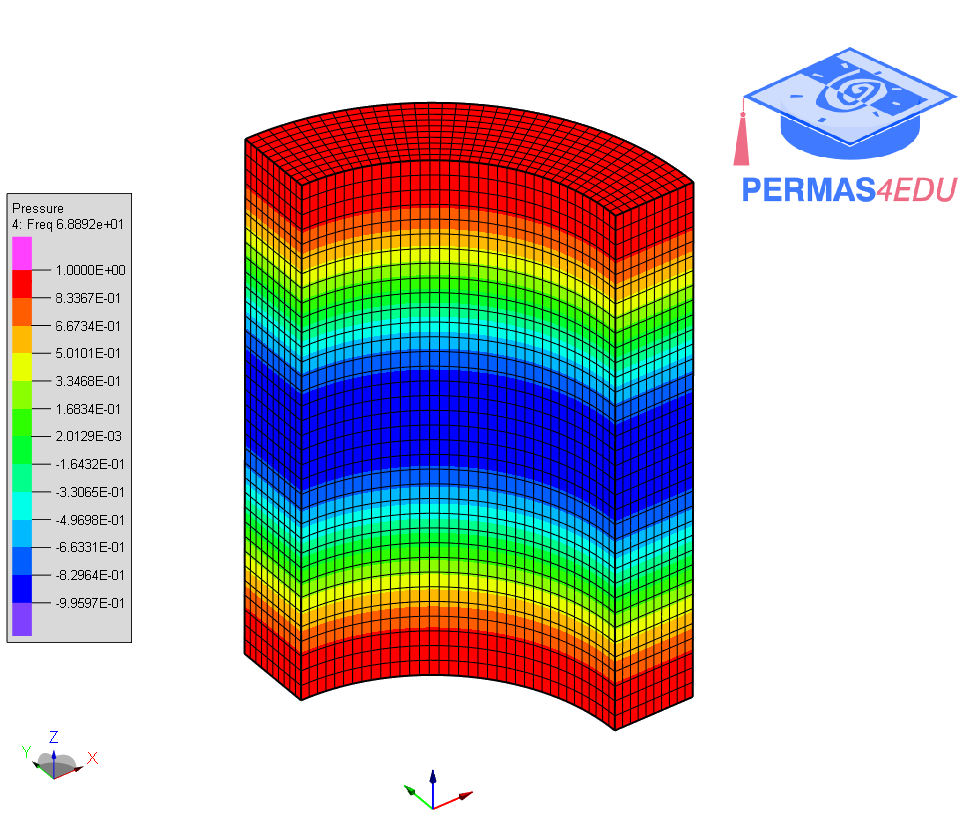 PERMAS4EDU
Pressure
4: Freq 6.8892e+01
1.0000E+00
8.3367E-01
6.6734E-01
5.0101E-01
3.3468E-01
1.6834E-01
2.0129E-03
-1.6432E-01
-3.3065E-01
-4.9698E-01
-6.6331E-01
-8.2964E-01
-9.9597E-01
Z
Y
X